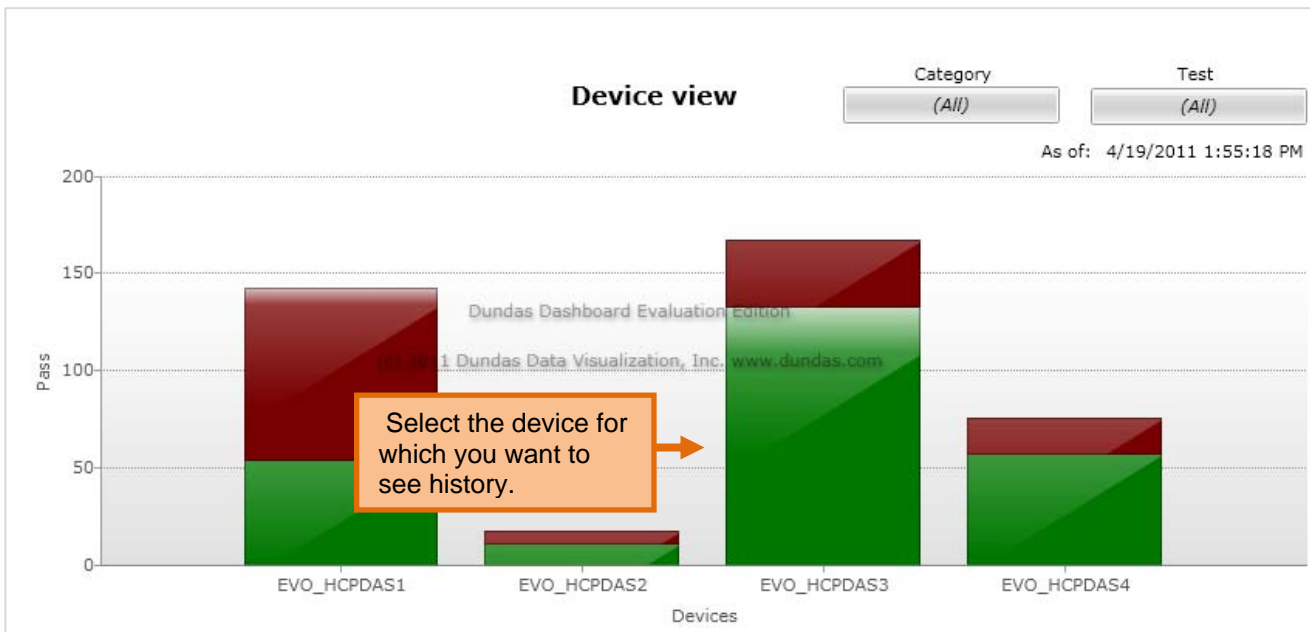 Device view
Category
(All)
Test
(All)
As of: 4/19/2011 1:55:18 PM
200
150
100
50
0
Pass
Dundas Dashboard Evaluation Edition
(c) 2011 Dundas Data Visualization, Inc. www.dundas.com
Select the device for
which you want to
see history.
EVO_HCPDAS1
EVO_HCPDAS2
EVO_HCPDAS3
EVO_HCPDAS4
Devices